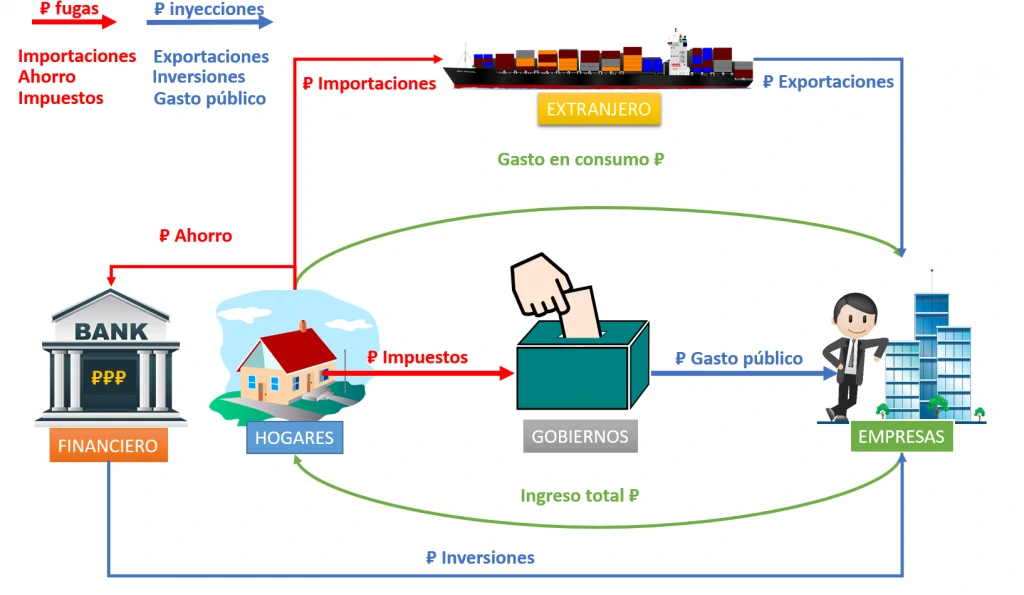 ₽ fugas
₽ inyecciones
Importaciones
Ahorro
Impuestos
Exportaciones
Inversiones
Gasto público
₽ Importaciones
₽ Exportaciones
EXTRANJERO
Gasto en consumo ₽
₽ Ahorro
BANK
₽₽₽
₽ Impuestos
₽ Gasto público
FINANCIERO
HOGARES
GOBIERNOS
EMPRESAS
Ingreso total ₽
₽ Inversiones